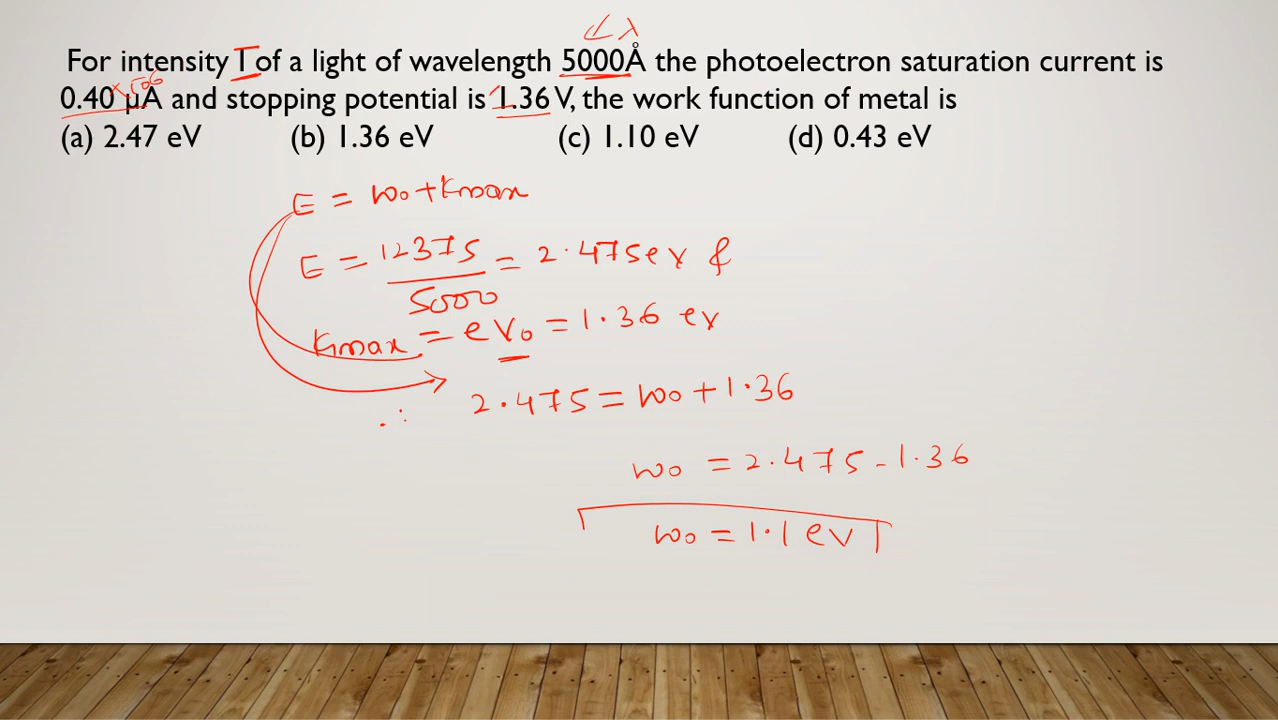 For intensity I of a light of wavelength 5000Å the photoelectron saturation current is
0.40 μA and stopping potential is 1.36 V, the work function of metal is
(a) 2.47 eV (b) 1.36 eV (c) 1.10 eV (d) 0.43 eV
E = w₀ + Kmax
E = 12375/5000 = 2.475 ev &
Kmax = ev₀ = 1.36 ev
∴ 2.475 = w₀ + 1.36
w₀ = 2.475 - 1.36
w₀ = 1.1 ev